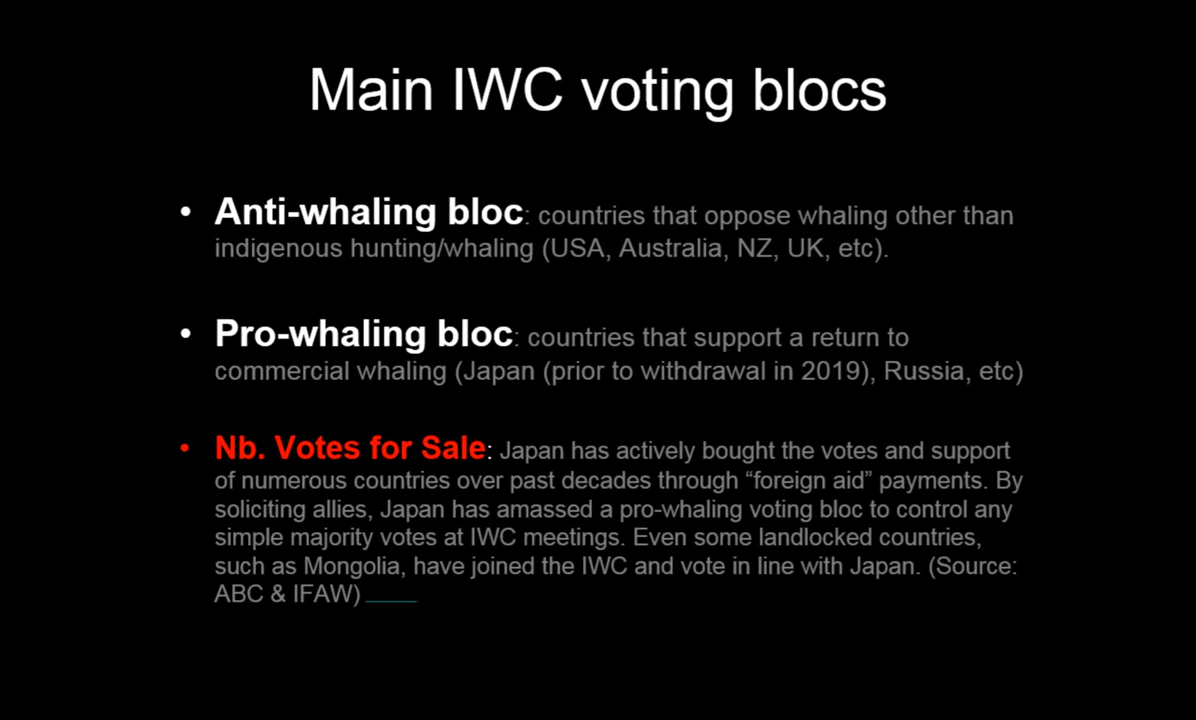 Main IWC voting blocs
• Anti-whaling bloc: countries that oppose whaling other than
indigenous hunting/whaling (USA, Australia, NZ, UK, etc).
• Pro-whaling bloc: countries that support a return to
commercial whaling (Japan (prior to withdrawal in 2019), Russia, etc)
• Nb. Votes for Sale: Japan has actively bought the votes and support
of numerous countries over past decades through “foreign aid” payments. By
soliciting allies, Japan has amassed a pro-whaling voting bloc to control any
simple majority votes at IWC meetings. Even some landlocked countries,
such as Mongolia, have joined the IWC and vote in line with Japan. (Source:
ABC & IFAW)